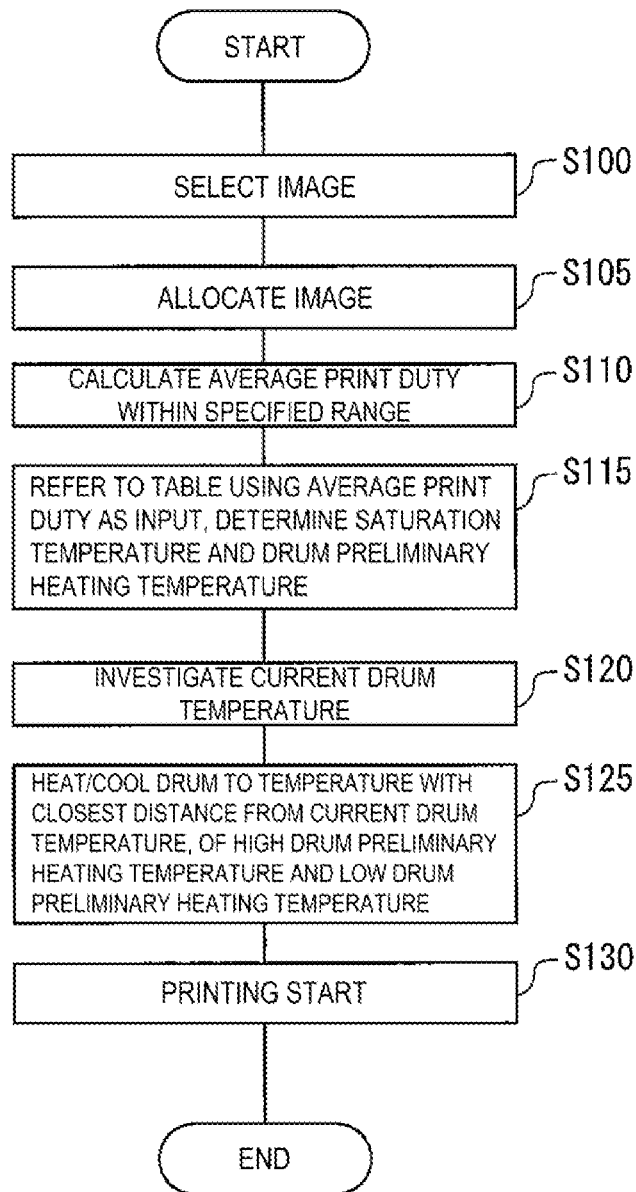 START
SELECT IMAGE
S100
ALLOCATE IMAGE
S105
CALCULATE AVERAGE PRINT DUTY
WITHIN SPECIFIED RANGE
S110
REFER TO TABLE USING AVERAGE PRINT
DUTY AS INPUT, DETERMINE SATURATION
TEMPERATURE AND DRUM PRELIMINARY
HEATING TEMPERATURE
S115
INVESTIGATE CURRENT DRUM
TEMPERATURE
S120
HEAT/COOL DRUM TO TEMPERATURE WITH
CLOSEST DISTANCE FROM CURRENT DRUM
TEMPERATURE, OF HIGH DRUM PRELIMINARY
HEATING TEMPERATURE AND LOW DRUM
PRELIMINARY HEATING TEMPERATURE
S125
PRINTING START
S130
END